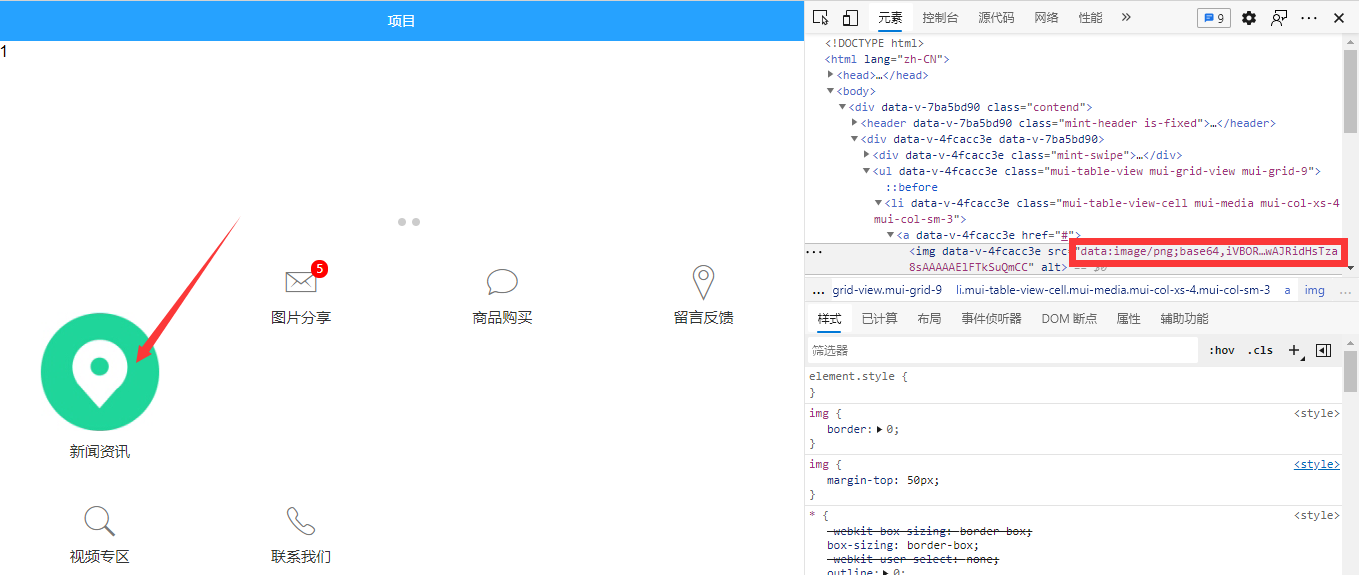 项目
1
5
图片分享
商品购买
留言反馈
新闻资讯
视频专区
联系我们
元素 控制台 源代码 网络 性能 » 9 ···
<!DOCTYPE html>
<html lang="zh-CN">
<head>…</head>
<body>
<div data-v-7ba5bd90 class="contend">
<header data-v-7ba5bd90 class="mint-header is-fixed">…</header>
<div data-v-4fcacc3e data-v-7ba5bd90>
<div data-v-4fcacc3e class="mint-swipe">…</div>
<ul data-v-4fcacc3e class="mui-table-view mui-grid-view mui-grid-9">
::before
<li data-v-4fcacc3e class="mui-table-view-cell mui-media mui-col-xs-4
mui-col-sm-3">
<a data-v-4fcacc3e href="#">
··· <img data-v-4fcacc3e src="data:image/png;base64,iVBOR…wAJRidHsTza
8sAAAAAElFTkSuQmCC" alt> == $0
… grid-view.mui-grid-9 li.mui-table-view-cell.mui-media.mui-col-xs-4.mui-col-sm-3 a img …
样式 已计算 布局 事件侦听器 DOM 断点 属性 辅助功能
筛选器 :hov .cls +
element.style {
}
img { <style>
border: 0;
}
img { <style>
margin-top: 50px;
}
* { <style>
-webkit-box-sizing: border-box;
box-sizing: border-box;
-webkit-user-select: none;
outline: 0;